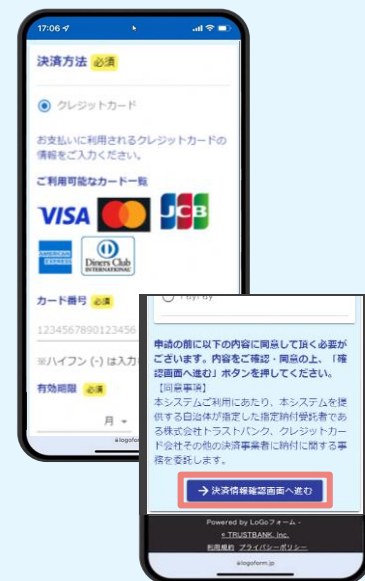 17:06
決済方法 必須
クレジットカード
お支払いに利用されるクレジットカードの
情報をご入力ください。
ご利用可能なカード一覧
VISA
JCB
AMERICAN EXPRESS
Diners Club
INTERNATIONAL
カード番号 必須
1234567890123456
※ハイフン (-) は入力
有効期限 必須
月
PayPay
申請の前に以下の内容に同意して頂く必要が
ございます。内容をご確認・同意の上、「確
認画面へ進む」ボタンを押してください。
【同意事項】
本システムご利用にあたり、本システムを提
供する自治体が指定した指定納付受託者であ
る株式会社トラストバンク、クレジットカー
ド会社その他の決済事業者に納付に関する事
務を委託します。
→ 決済情報確認画面へ進む
Powered by LoGoフォーム -
TRUSTBANK, Inc.
利用規約 プライバシーポリシー
logoform.jp